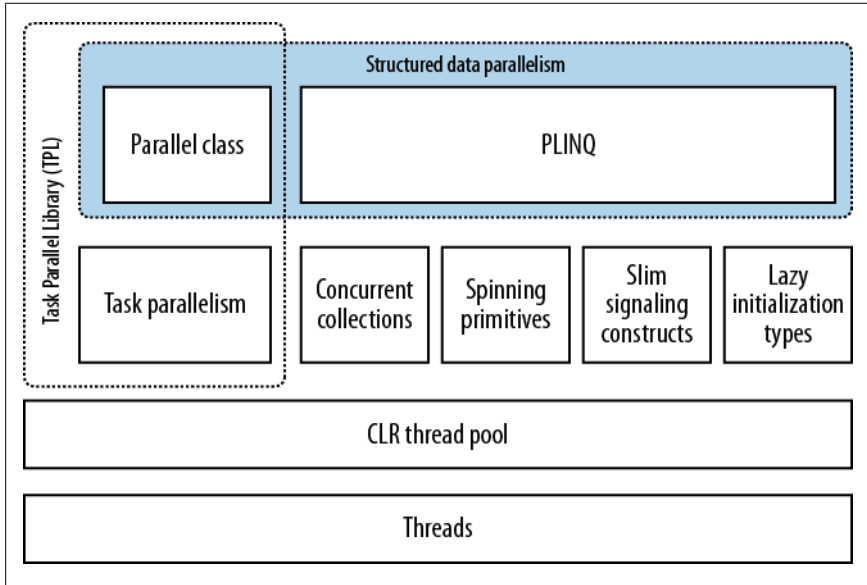 Structured data parallelism
Task Parallel Library (TPL)
Parallel class
PLINQ
Task parallelism
Concurrent
collections
Spinning
primitives
Slim
signaling
constructs
Lazy
initialization
types
CLR thread pool
Threads